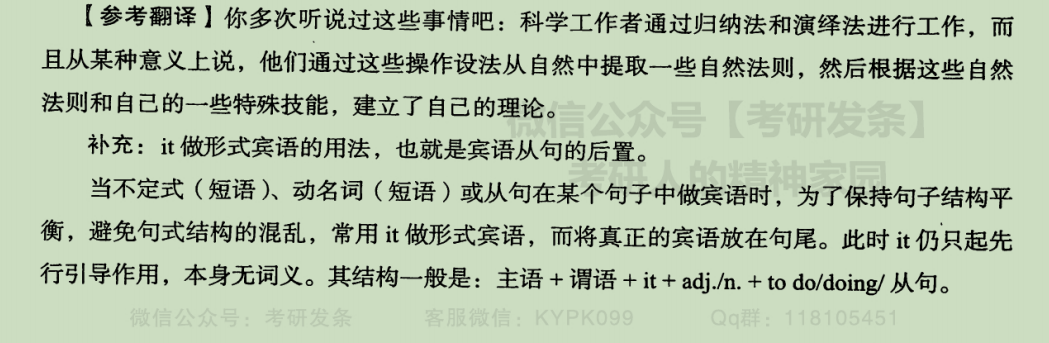 【参考翻译】你多次听说过这些事情吧：科学工作者通过归纳法和演绎法进行工作，而
且从某种意义上说，他们通过这些操作设法从自然中提取一些自然法则，然后根据这些自然
法则和自己的一些特殊技能，建立了自己的理论。
微信公众号【考研发条】
补充：it 做形式宾语的用法，也就是宾语从句的后置。
考研人的精神家园
当不定式（短语）、动名词（短语）或从句在某个句子中做宾语时，为了保持句子结构平
衡，避免句式结构的混乱，常用 it 做形式宾语，而将真正的宾语放在句尾。此时 it 仍只起先
行引导作用，本身无词义。其结构一般是：主语 + 谓语 + it + adj./n. + to do/doing/ 从句。
微信公众号：考研发条 客服微信：KYPK099 Qq群：118105451